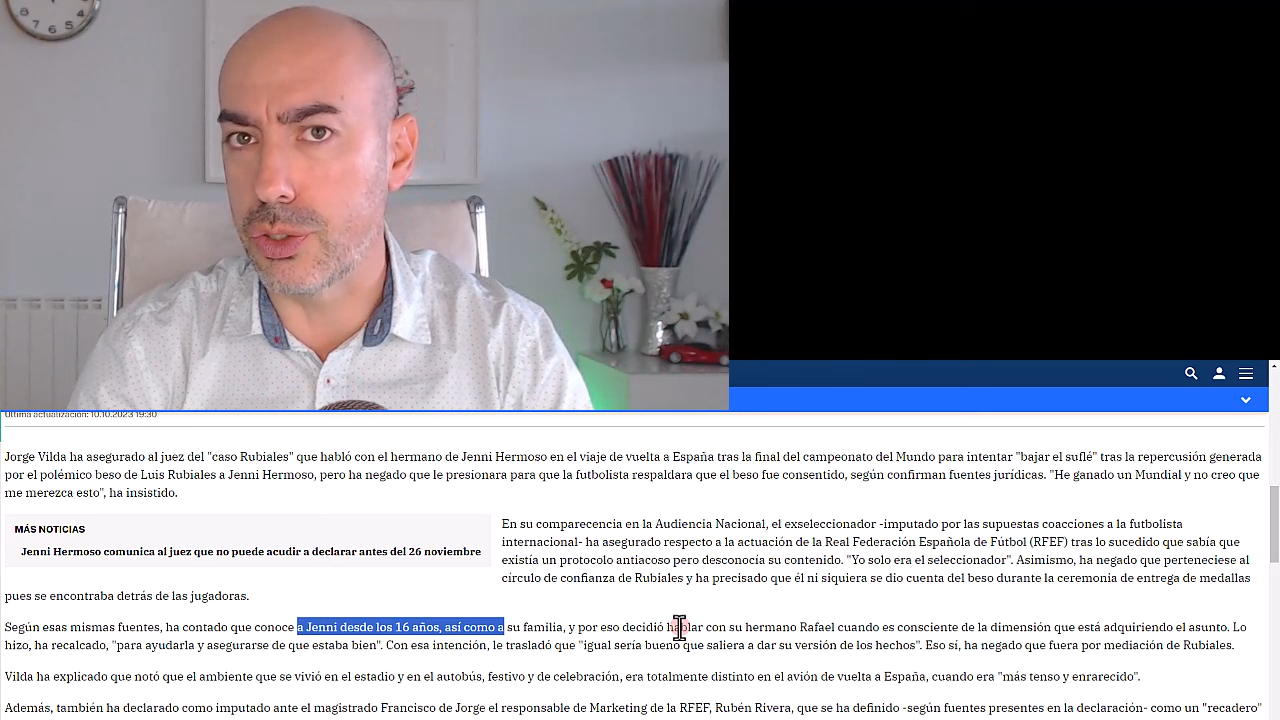 Última actualización: 10.10.2023 19:30
Jorge Vilda ha asegurado al juez del "caso Rubiales" que habló con el hermano de Jenni Hermoso en el viaje de vuelta a España tras la final del campeonato del Mundo para intentar "bajar el suflé" tras la repercusión generada
por el polémico beso de Luis Rubiales a Jenni Hermoso, pero ha negado que le presionara para que la futbolista respaldara que el beso fue consentido, según confirman fuentes jurídicas. "He ganado un Mundial y no creo que
me merezca esto", ha insistido.
MÁS NOTICIAS
Jenni Hermoso comunica al juez que no puede acudir a declarar antes del 26 noviembre
En su comparecencia en la Audiencia Nacional, el exseleccionador -imputado por las supuestas coacciones a la futbolista
internacional- ha asegurado respecto a la actuación de la Real Federación Española de Fútbol (RFEF) tras lo sucedido que sabía que
existía un protocolo antiacoso pero desconocía su contenido. "Yo solo era el seleccionador". Asimismo, ha negado que perteneciese al
círculo de confianza de Rubiales y ha precisado que él ni siquiera se dio cuenta del beso durante la ceremonia de entrega de medallas
pues se encontraba detrás de las jugadoras.
Según esas mismas fuentes, ha contado que conoce a Jenni desde los 16 años, así como a su familia, y por eso decidió hablar con su hermano Rafael cuando es consciente de la dimensión que está adquiriendo el asunto. Lo
hizo, ha recalcado, "para ayudarla y asegurarse de que estaba bien". Con esa intención, le trasladó que "igual sería bueno que saliera a dar su versión de los hechos". Eso sí, ha negado que fuera por mediación de Rubiales.
Vilda ha explicado que notó que el ambiente que se vivió en el estadio y en el autobús, festivo y de celebración, era totalmente distinto en el avión de vuelta a España, cuando era "más tenso y enrarecido".
Además, también ha declarado como imputado ante el magistrado Francisco de Jorge el responsable de Marketing de la RFEF, Rubén Rivera, que se ha definido -según fuentes presentes en la declaración- como un "recadero"